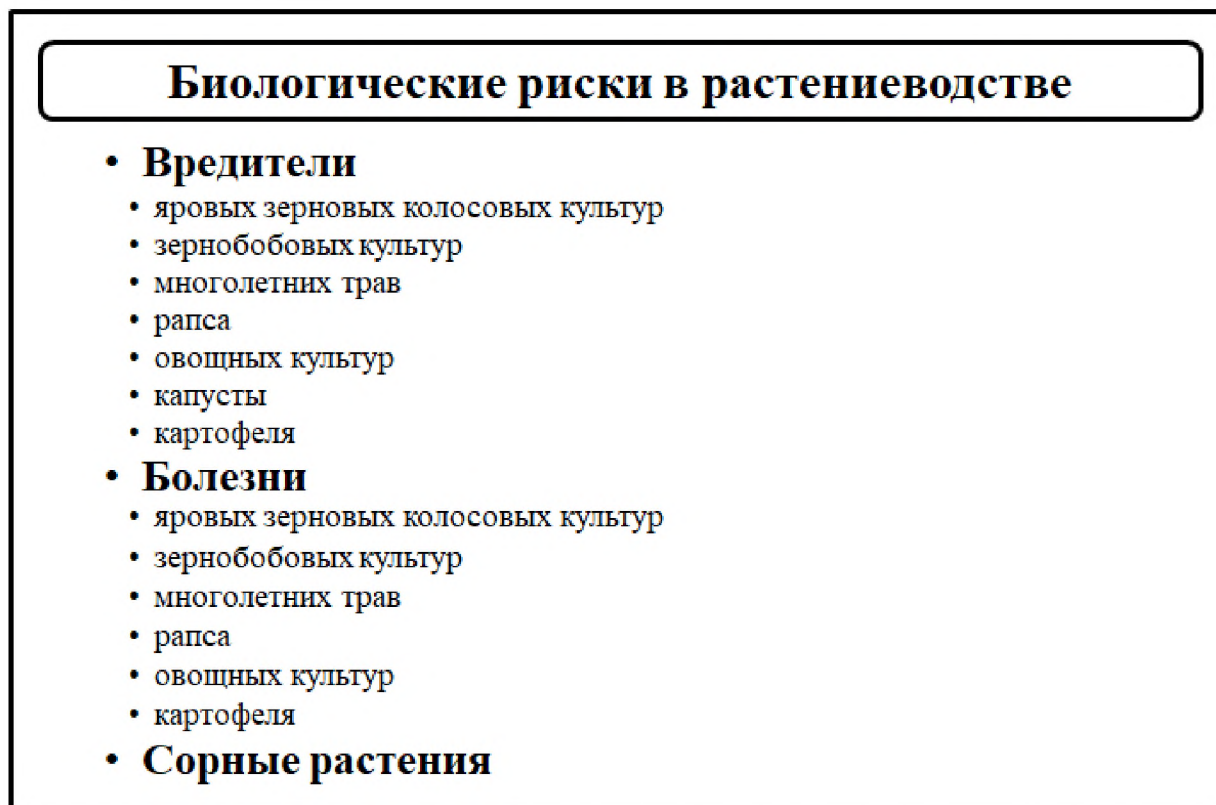 Биологические риски в растениеводстве
• Вредители
• яровых зерновых колосовых культур
• зернобобовых культур
• многолетних трав
• рапса
• овощных культур
• капусты
• картофеля
• Болезни
• яровых зерновых колосовых культур
• зернобобовых культур
• многолетних трав
• рапса
• овощных культур
• картофеля
• Сорные растения